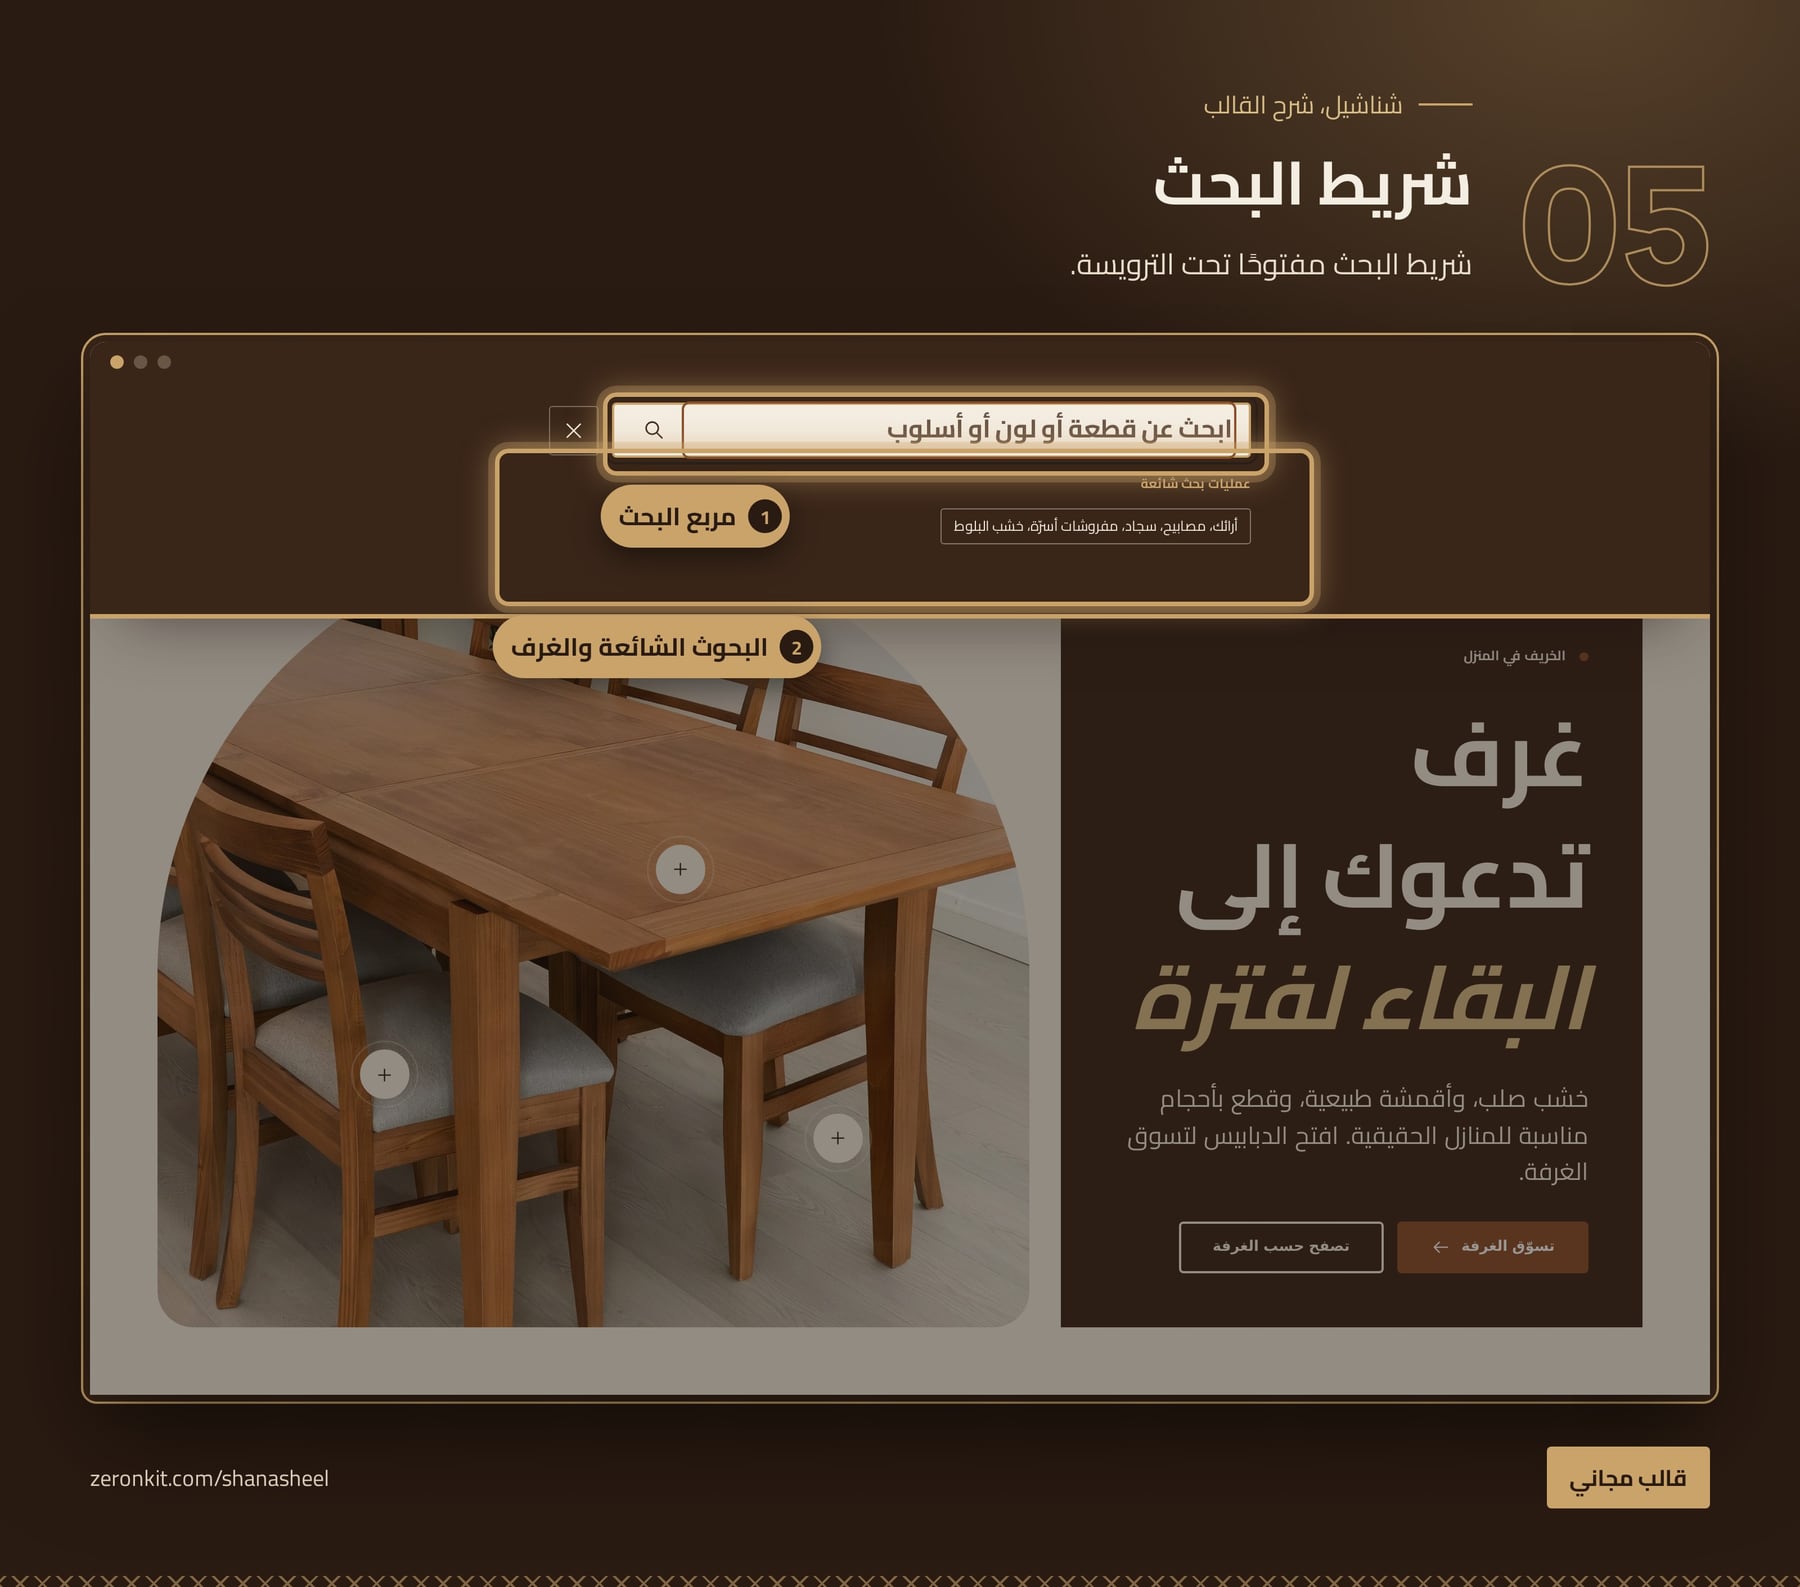 شناشيل، شرح القالب
05
شريط البحث
شريط البحث مفتوحًا تحت الترويسة.
ابحث عن قطعة أو لون أو أسلوب
عمليات بحث شائعة
أرائك، مصابيح، سجاد، مفروشات أسرّة، خشب البلوط
1 مربع البحث
2 البحوث الشائعة والغرف
الخريف في المنزل
غرف
تدعوك إلى
البقاء لفترة
خشب صلب، وأقمشة طبيعية، وقطع بأحجام
مناسبة للمنازل الحقيقية. افتح الدبابيس لتسوق
الغرفة.
تسوّق الغرفة ←
تصفح حسب الغرفة
قالب مجاني
zeronkit.com/shanasheel